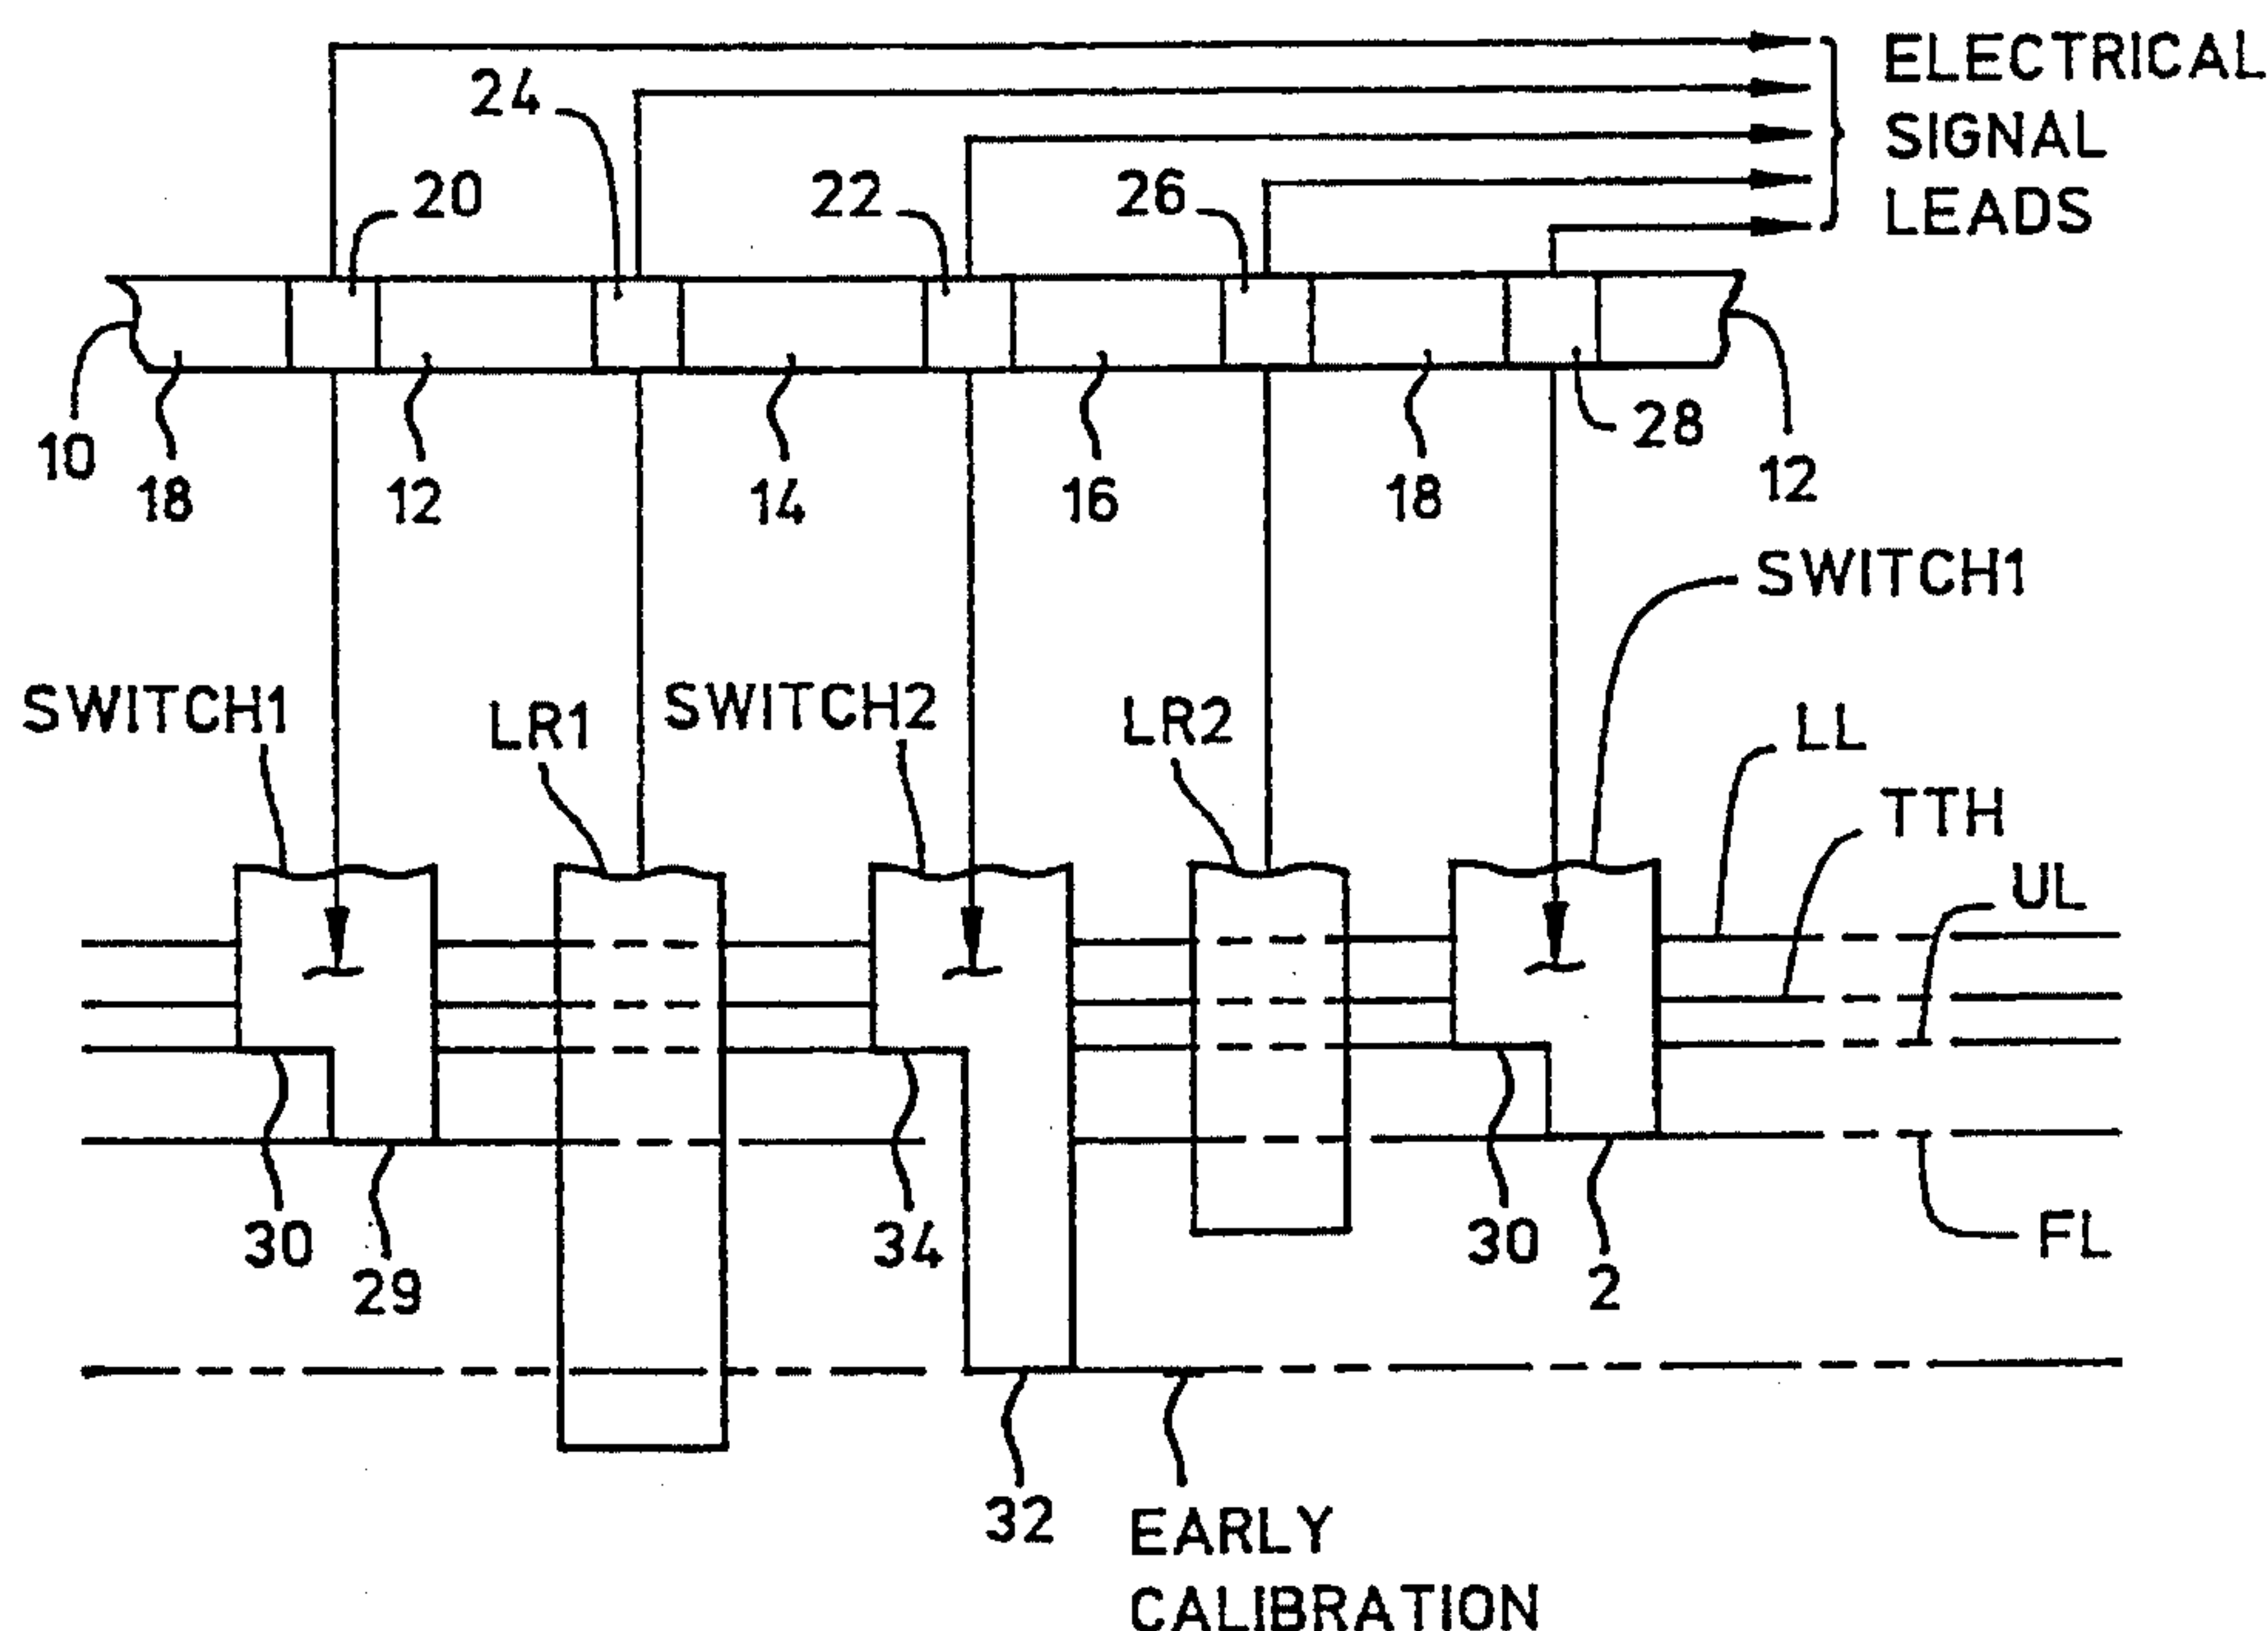 ELECTRICAL
SIGNAL
LEADS
24
20
22
26
10
18
12
14
16
18
28
12
SWITCH1
SWITCH1
LR1
SWITCH2
LR2
LL
TTH
UL
30
29
34
30
2
FL
32
EARLY
CALIBRATION